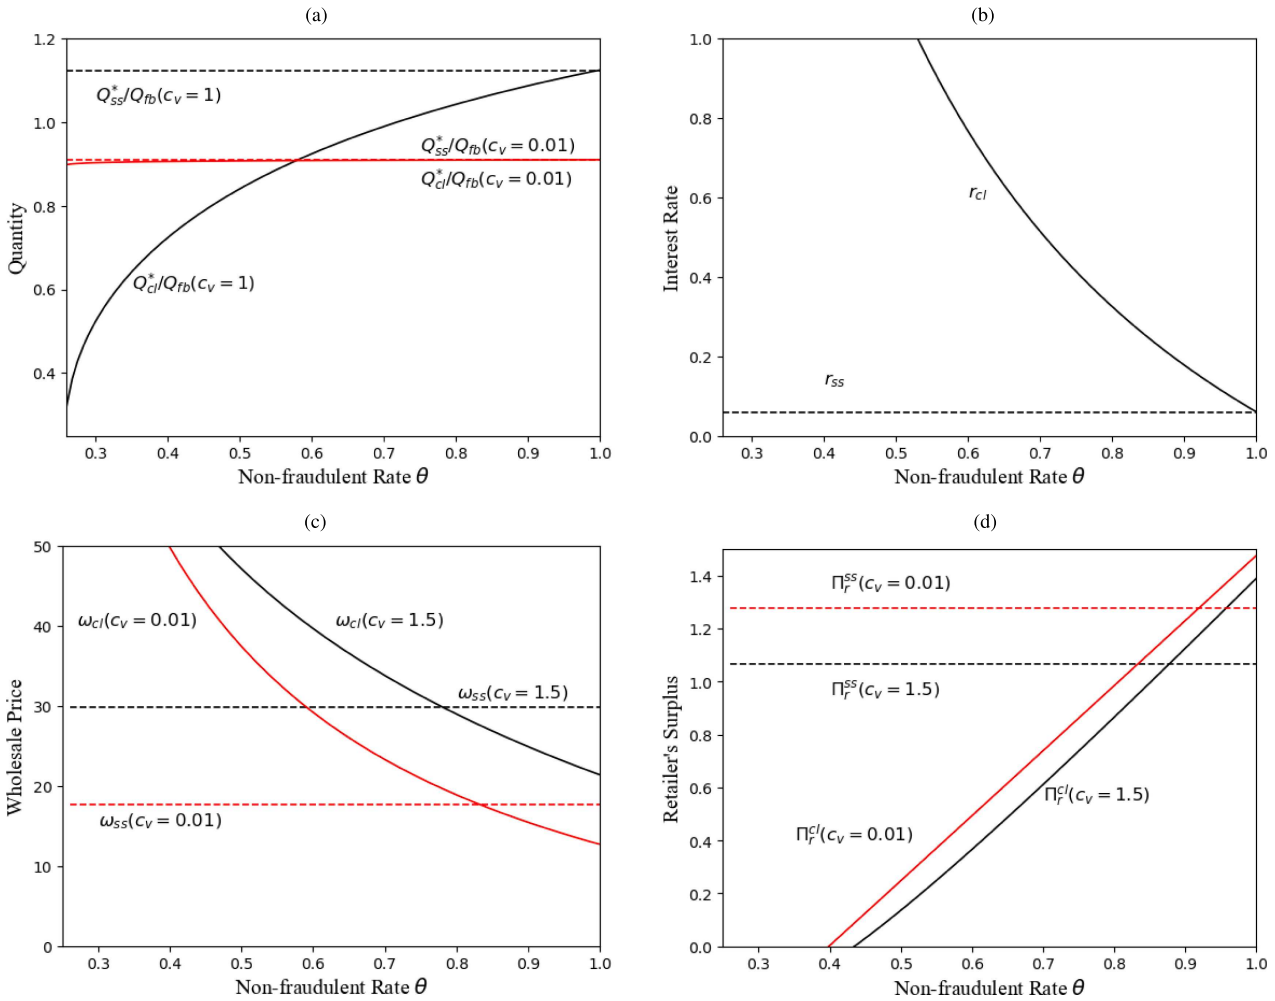 (a)
1.2
1.0
0.8
0.6
0.4
Quantity
Q*ss/Qfb(cv = 1)
Q*ss/Qfb(cv = 0.01)
Q*cl/Qfb(cv = 0.01)
Q*cl/Qfb(cv = 1)
0.3 0.4 0.5 0.6 0.7 0.8 0.9 1.0
Non-fraudulent Rate θ
(b)
1.0
0.8
0.6
0.4
0.2
0.0
Interest Rate
rcl
rss
0.3 0.4 0.5 0.6 0.7 0.8 0.9 1.0
Non-fraudulent Rate θ
(c)
50
40
30
20
10
0
Wholesale Price
ωcl(cv = 0.01)
ωcl(cv = 1.5)
ωss(cv = 1.5)
ωss(cv = 0.01)
0.3 0.4 0.5 0.6 0.7 0.8 0.9 1.0
Non-fraudulent Rate θ
(d)
1.4
1.2
1.0
0.8
0.6
0.4
0.2
0.0
Retailer's Surplus
Πssr(cv = 0.01)
Πssr(cv = 1.5)
Πclr(cv = 1.5)
Πclr(cv = 0.01)
0.3 0.4 0.5 0.6 0.7 0.8 0.9 1.0
Non-fraudulent Rate θ